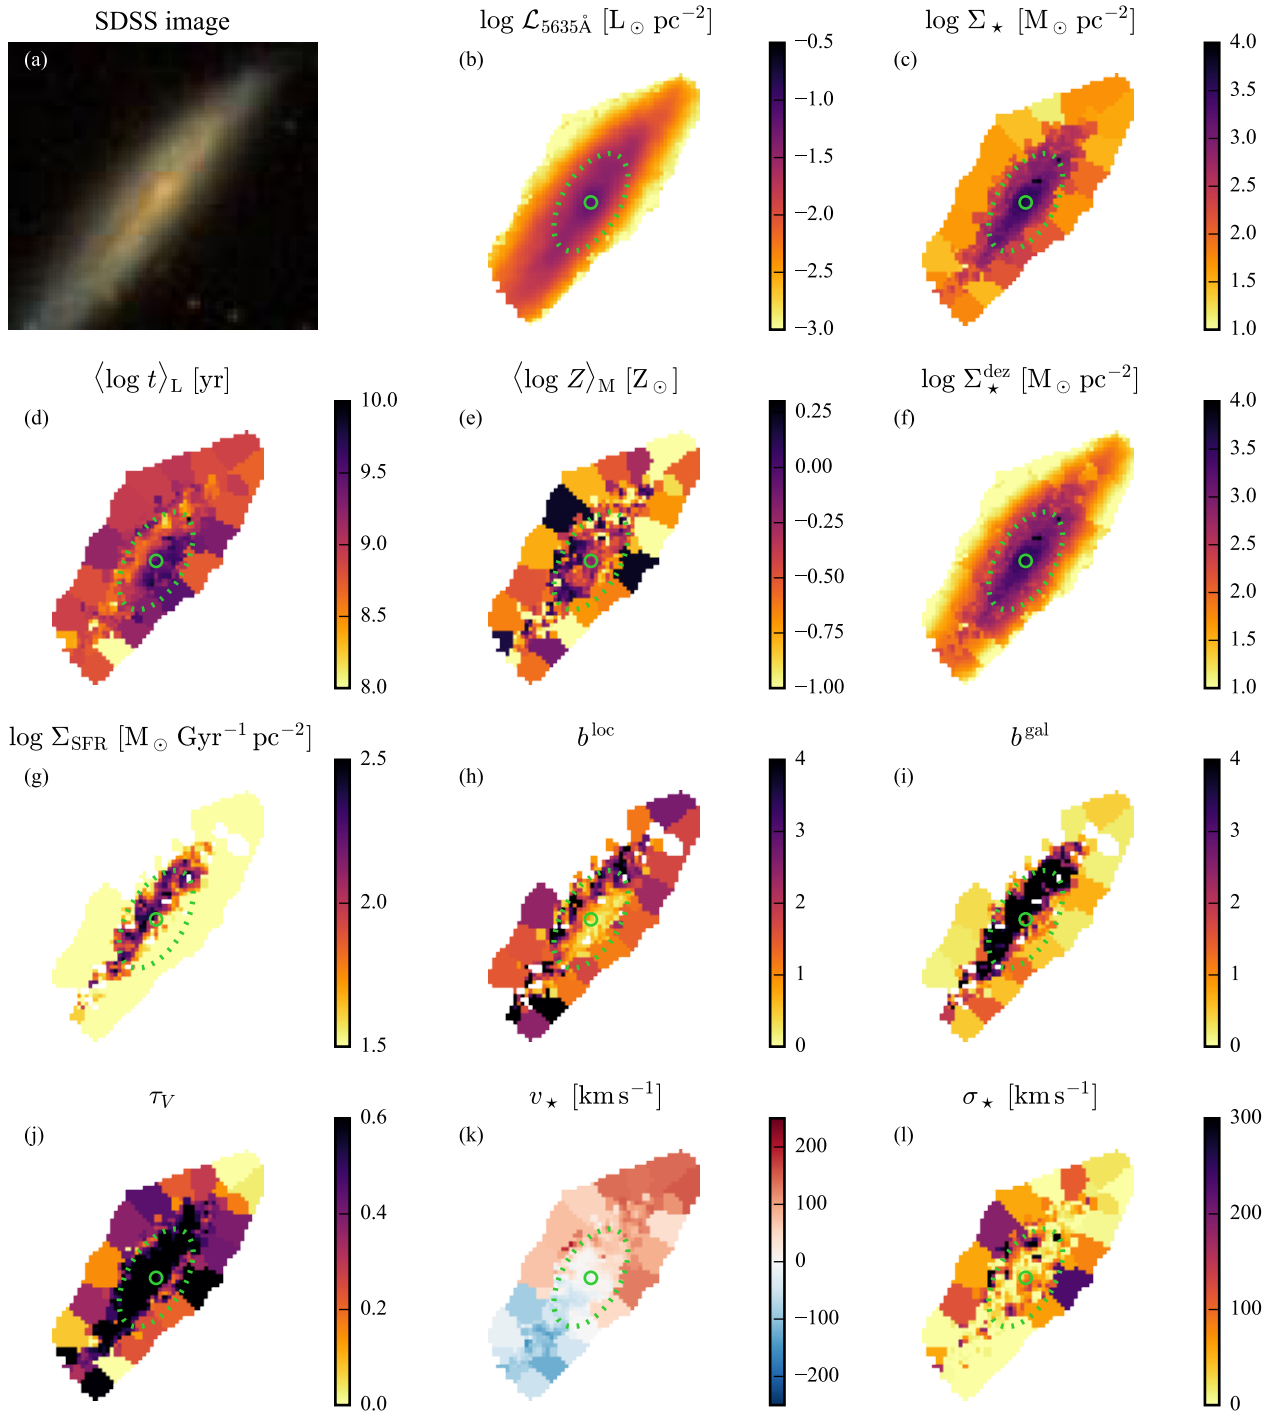 SDSS image
log ℒ₅₆₃₅Å [L⊙ pc⁻²]
log Σ⋆ [M⊙ pc⁻²]
(a)
(b)
(c)
−0.5
−1.0
−1.5
−2.0
−2.5
−3.0
4.0
3.5
3.0
2.5
2.0
1.5
1.0
⟨log t⟩L [yr]
⟨log Z⟩M [Z⊙]
log Σ⋆ᵈᵉᶻ [M⊙ pc⁻²]
(d)
(e)
(f)
10.0
9.5
9.0
8.5
8.0
0.25
0.00
−0.25
−0.50
−0.75
−1.00
4.0
3.5
3.0
2.5
2.0
1.5
1.0
log ΣSFR [M⊙ Gyr⁻¹ pc⁻²]
bˡᵒᶜ
bᵍᵃˡ
(g)
(h)
(i)
2.5
2.0
1.5
4
3
2
1
0
4
3
2
1
0
τV
v⋆ [km s⁻¹]
σ⋆ [km s⁻¹]
(j)
(k)
(l)
0.6
0.4
0.2
0.0
200
100
0
−100
−200
300
200
100
0